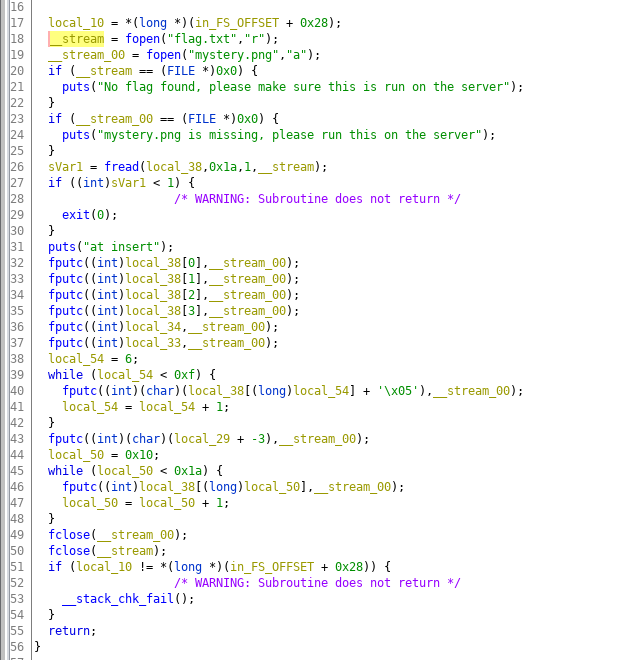 16
17 local_10 = *(long *)(in_FS_OFFSET + 0x28);
18 __stream = fopen("flag.txt","r");
19 __stream_00 = fopen("mystery.png","a");
20 if (__stream == (FILE *)0x0) {
21 puts("No flag found, please make sure this is run on the server");
22 }
23 if (__stream_00 == (FILE *)0x0) {
24 puts("mystery.png is missing, please run this on the server");
25 }
26 sVar1 = fread(local_38,0x1a,1,__stream);
27 if ((int)sVar1 < 1) {
28 /* WARNING: Subroutine does not return */
29 exit(0);
30 }
31 puts("at insert");
32 fputc((int)local_38[0],__stream_00);
33 fputc((int)local_38[1],__stream_00);
34 fputc((int)local_38[2],__stream_00);
35 fputc((int)local_38[3],__stream_00);
36 fputc((int)local_34,__stream_00);
37 fputc((int)local_33,__stream_00);
38 local_54 = 6;
39 while (local_54 < 0xf) {
40 fputc((int)(char)(local_38[(long)local_54] + '\x05'),__stream_00);
41 local_54 = local_54 + 1;
42 }
43 fputc((int)(char)(local_29 + -3),__stream_00);
44 local_50 = 0x10;
45 while (local_50 < 0x1a) {
46 fputc((int)local_38[(long)local_50],__stream_00);
47 local_50 = local_50 + 1;
48 }
49 fclose(__stream_00);
50 fclose(__stream);
51 if (local_10 != *(long *)(in_FS_OFFSET + 0x28)) {
52 /* WARNING: Subroutine does not return */
53 __stack_chk_fail();
54 }
55 return;
56 }